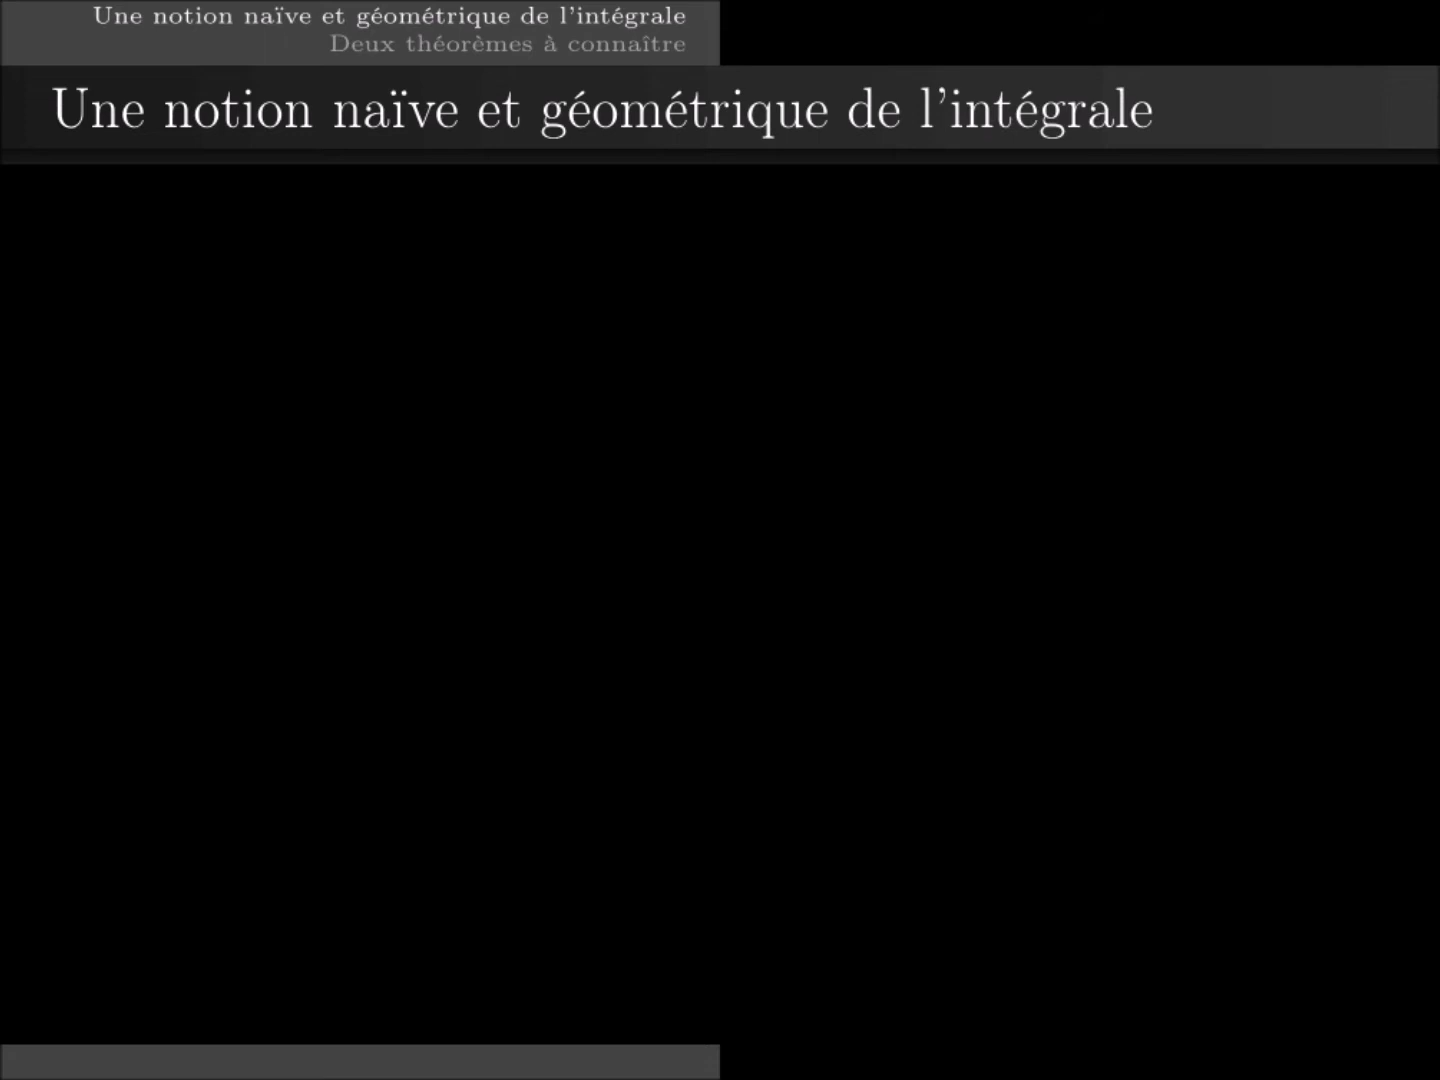 Une notion naïve et géométrique de l'intégrale
Deux théorèmes à connaître
Une notion naïve et géométrique de l'intégrale